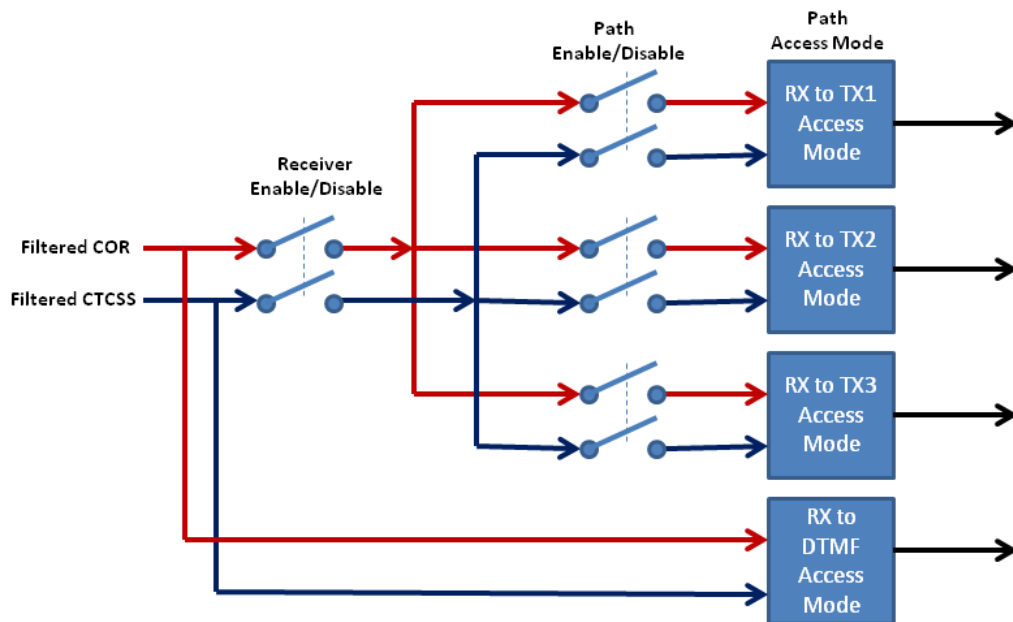 Path
Enable/Disable
Path
Access Mode
RX to TX1
Access
Mode
Receiver
Enable/Disable
Filtered COR
Filtered CTCSS
RX to TX2
Access
Mode
RX to TX3
Access
Mode
RX to
DTMF
Access
Mode